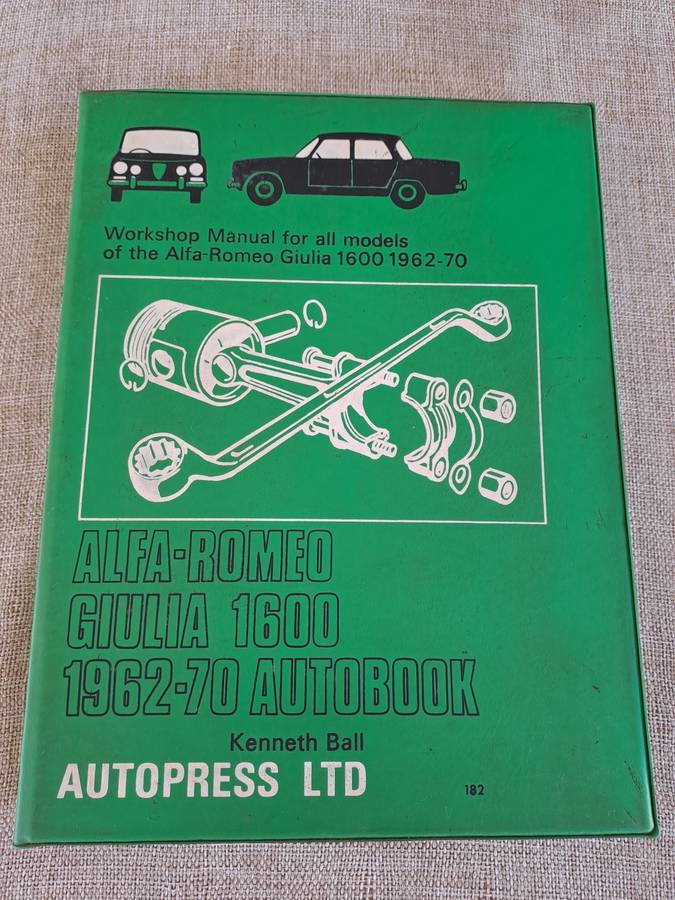 Workshop Manual for all models
of the Alfa-Romeo Giulia 1600 1962-70
ALFA-ROMEO
GIULIA 1600
1962-70 AUTOBOOK
Kenneth Ball
AUTOPRESS LTD
182